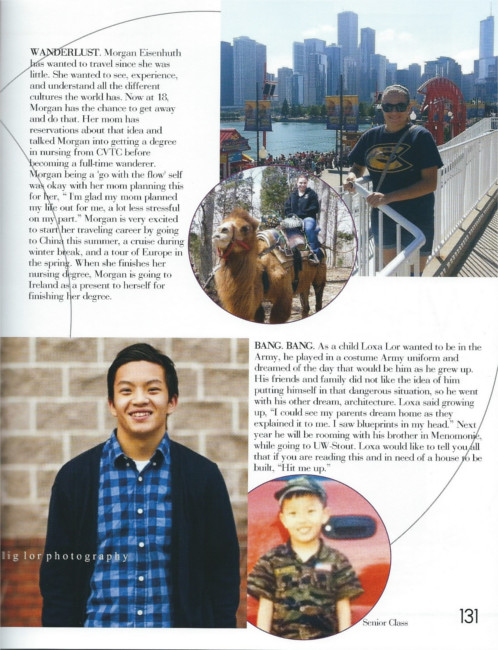 WANDERLUST. Morgan Eisenhuth
has wanted to travel since she was
little. She wanted to see, experience,
and understand all the different
cultures the world has. Now at 18,
Morgan has the chance to get away
and do that. Her mom has
reservations about that idea and
talked Morgan into getting a degree
in nursing from CVTC before
becoming a full-time wanderer.
Morgan being a 'go with the flow' self
was okay with her mom planning this
for her, “ I'm glad my mom planned
my life out for me, a lot less stressful
on my part.” Morgan is very excited
to start her traveling career by going
to China this summer, a cruise during
winter break, and a tour of Europe in
the spring. When she finishes her
nursing degree, Morgan is going to
Ireland as a present to herself for
finishing her degree.
BANG. BANG. As a child Loxa Lor wanted to be in the
Army, he played in a costume Army uniform and
dreamed of the day that would be him as he grew up.
His friends and family did not like the idea of him
putting himself in that dangerous situation, so he went
with his other dream, architecture. Loxa said growing
up, “I could see my parents dream home as they
explained it to me. I saw blueprints in my head.” Next
year he will be rooming with his brother in Menomonie,
while going to UW-Stout. Loxa would like to tell you all
that if you are reading this and in need of a house to be
built, “Hit me up.”
lig lor photography
Senior Class
131